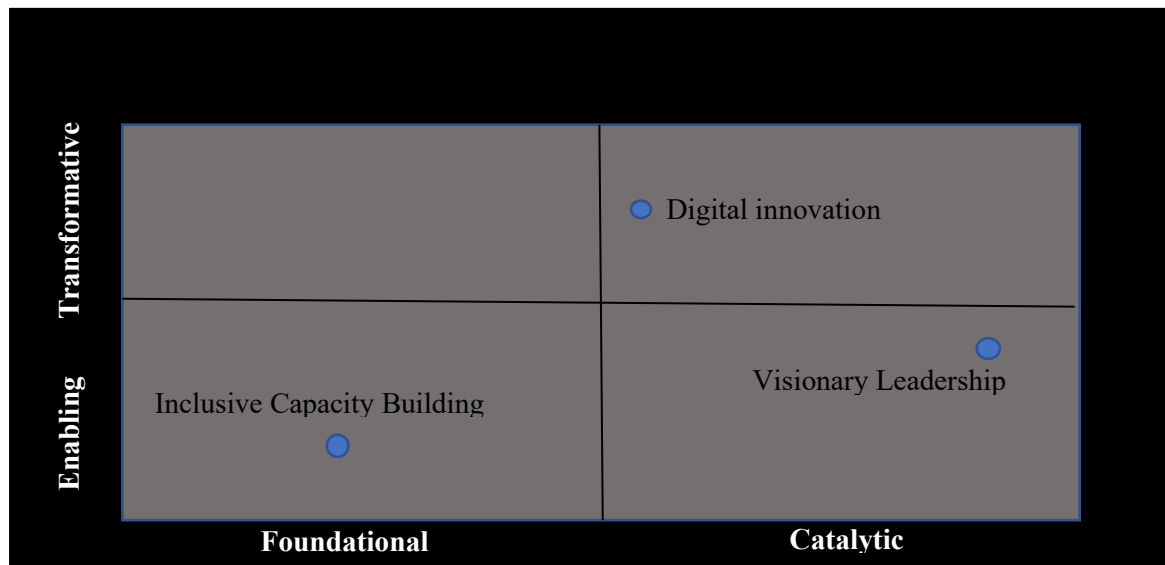 Transformative
Digital innovation
Visionary Leadership
Inclusive Capacity Building
Enabling
Foundational
Catalytic